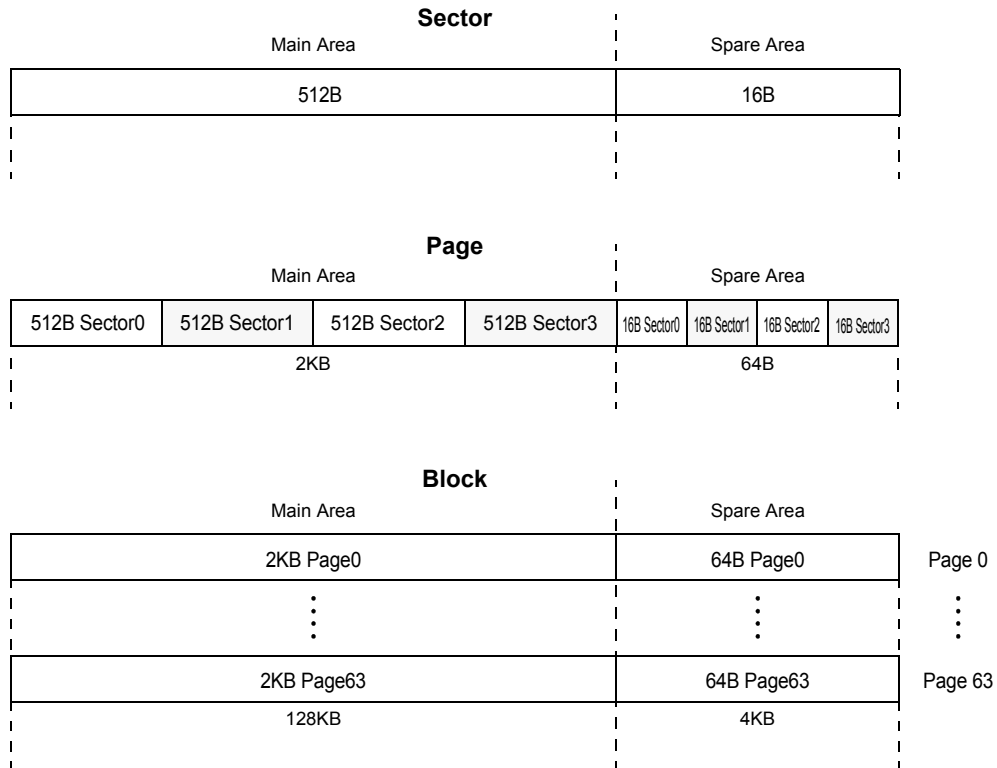 Sector
Main Area Spare Area
512B 16B
Page
Main Area Spare Area
512B Sector0 512B Sector1 512B Sector2 512B Sector3 16B Sector0 16B Sector1 16B Sector2 16B Sector3
2KB 64B
Block
Main Area Spare Area
2KB Page0 64B Page0 Page 0
2KB Page63 64B Page63 Page 63
128KB 4KB